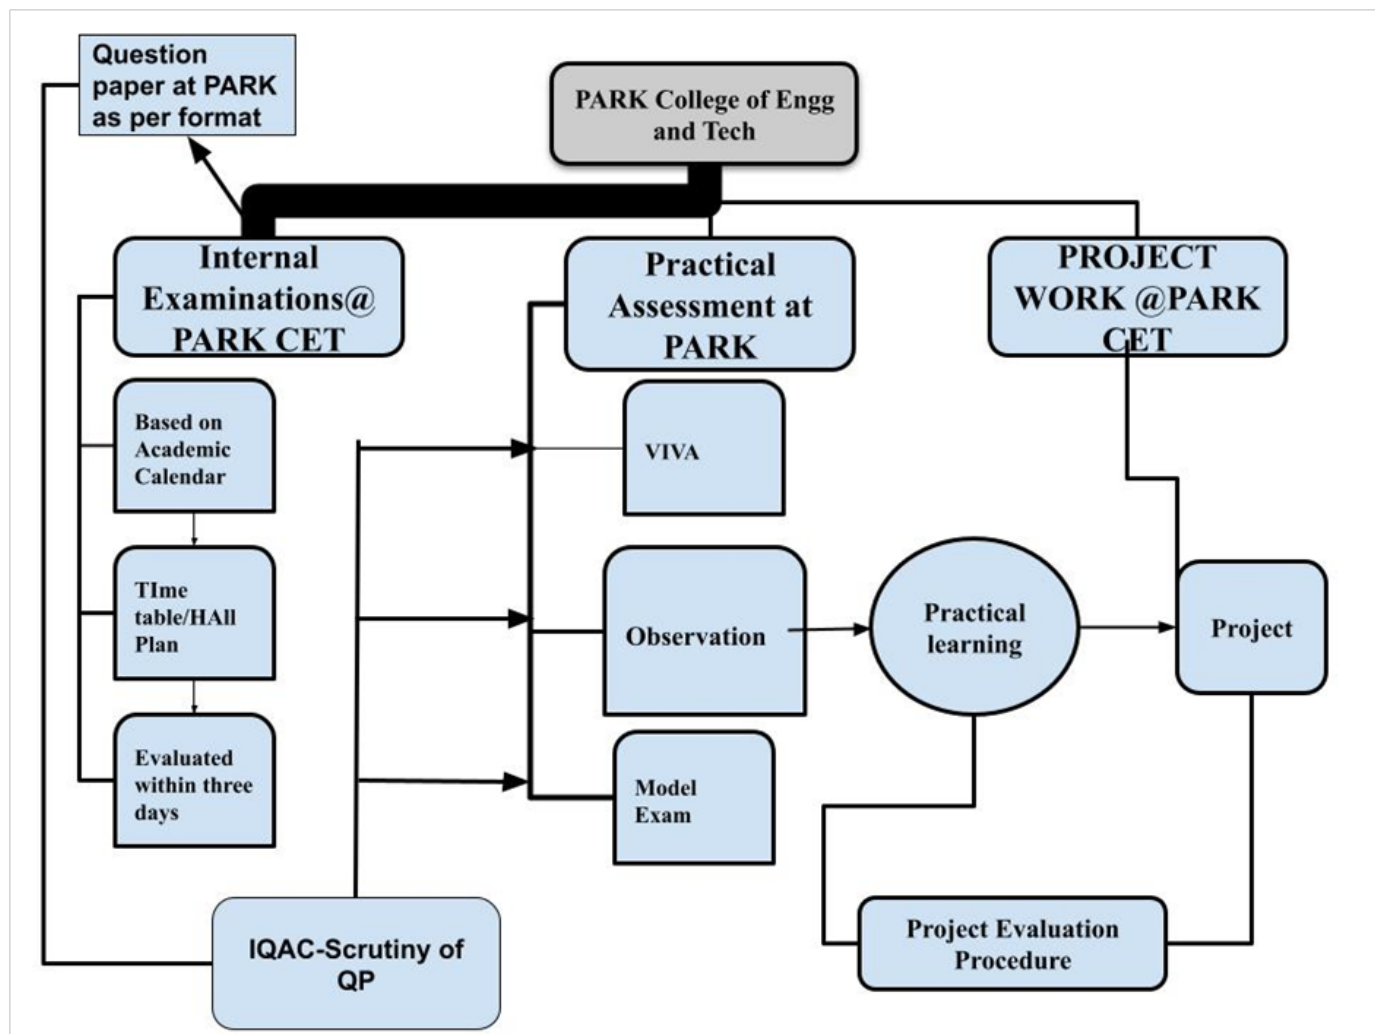 Question
paper at PARK
as per format
PARK College of Engg
and Tech
Internal
Examinations@
PARK CET
Practical
Assessment at
PARK
PROJECT
WORK @PARK
CET
Based on
Academic
Calendar
VIVA
TIme
table/HAll
Plan
Observation
Practical
learning
Project
Evaluated
within three
days
Model
Exam
IQAC-Scrutiny of
QP
Project Evaluation
Procedure